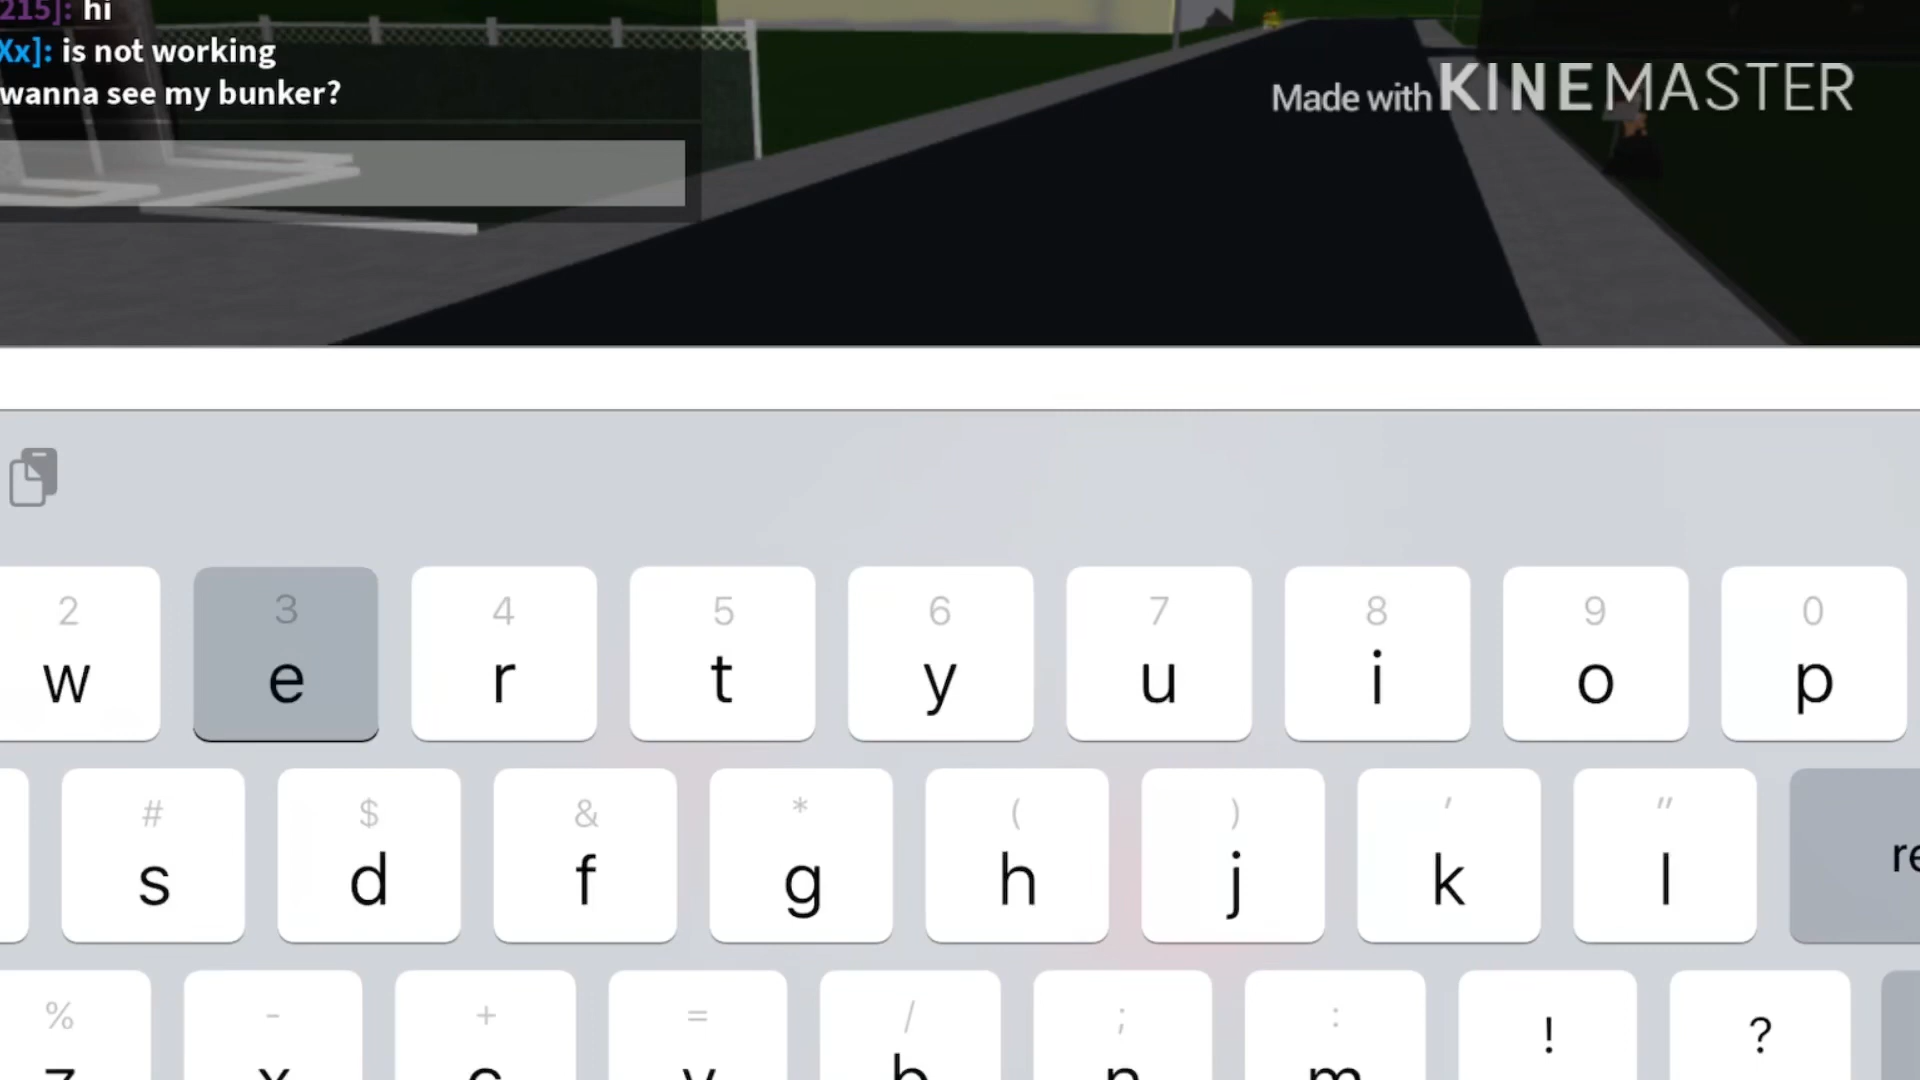 215]: hi
Xx]: is not working
wanna see my bunker?
Made with KINEMASTER
2 3 4 5 6 7 8 9 0
w e r t y u i o p
# $ & * ( ) ' "
s d f g h j k l re
% - + = / ; : ! ?
z x c v b n m